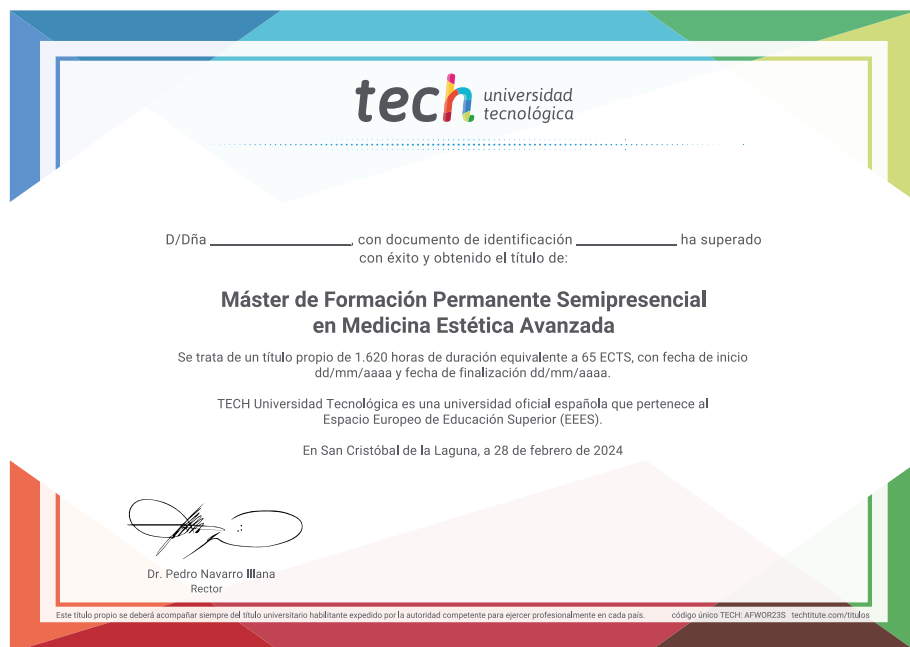 tech universidad
tecnológica
D/Dña ____________________, con documento de identificación ______________ ha superado
con éxito y obtenido el título de:
Máster de Formación Permanente Semipresencial
en Medicina Estética Avanzada
Se trata de un título propio de 1.620 horas de duración equivalente a 65 ECTS, con fecha de inicio
dd/mm/aaaa y fecha de finalización dd/mm/aaaa.
TECH Universidad Tecnológica es una universidad oficial española que pertenece al
Espacio Europeo de Educación Superior (EEES).
En San Cristóbal de la Laguna, a 28 de febrero de 2024
Dr. Pedro Navarro Illana
Rector
Este título propio se deberá acompañar siempre del título universitario habilitante expedido por la autoridad competente para ejercer profesionalmente en cada país. código único TECH: AFWOR23S techtitute.com/titulos